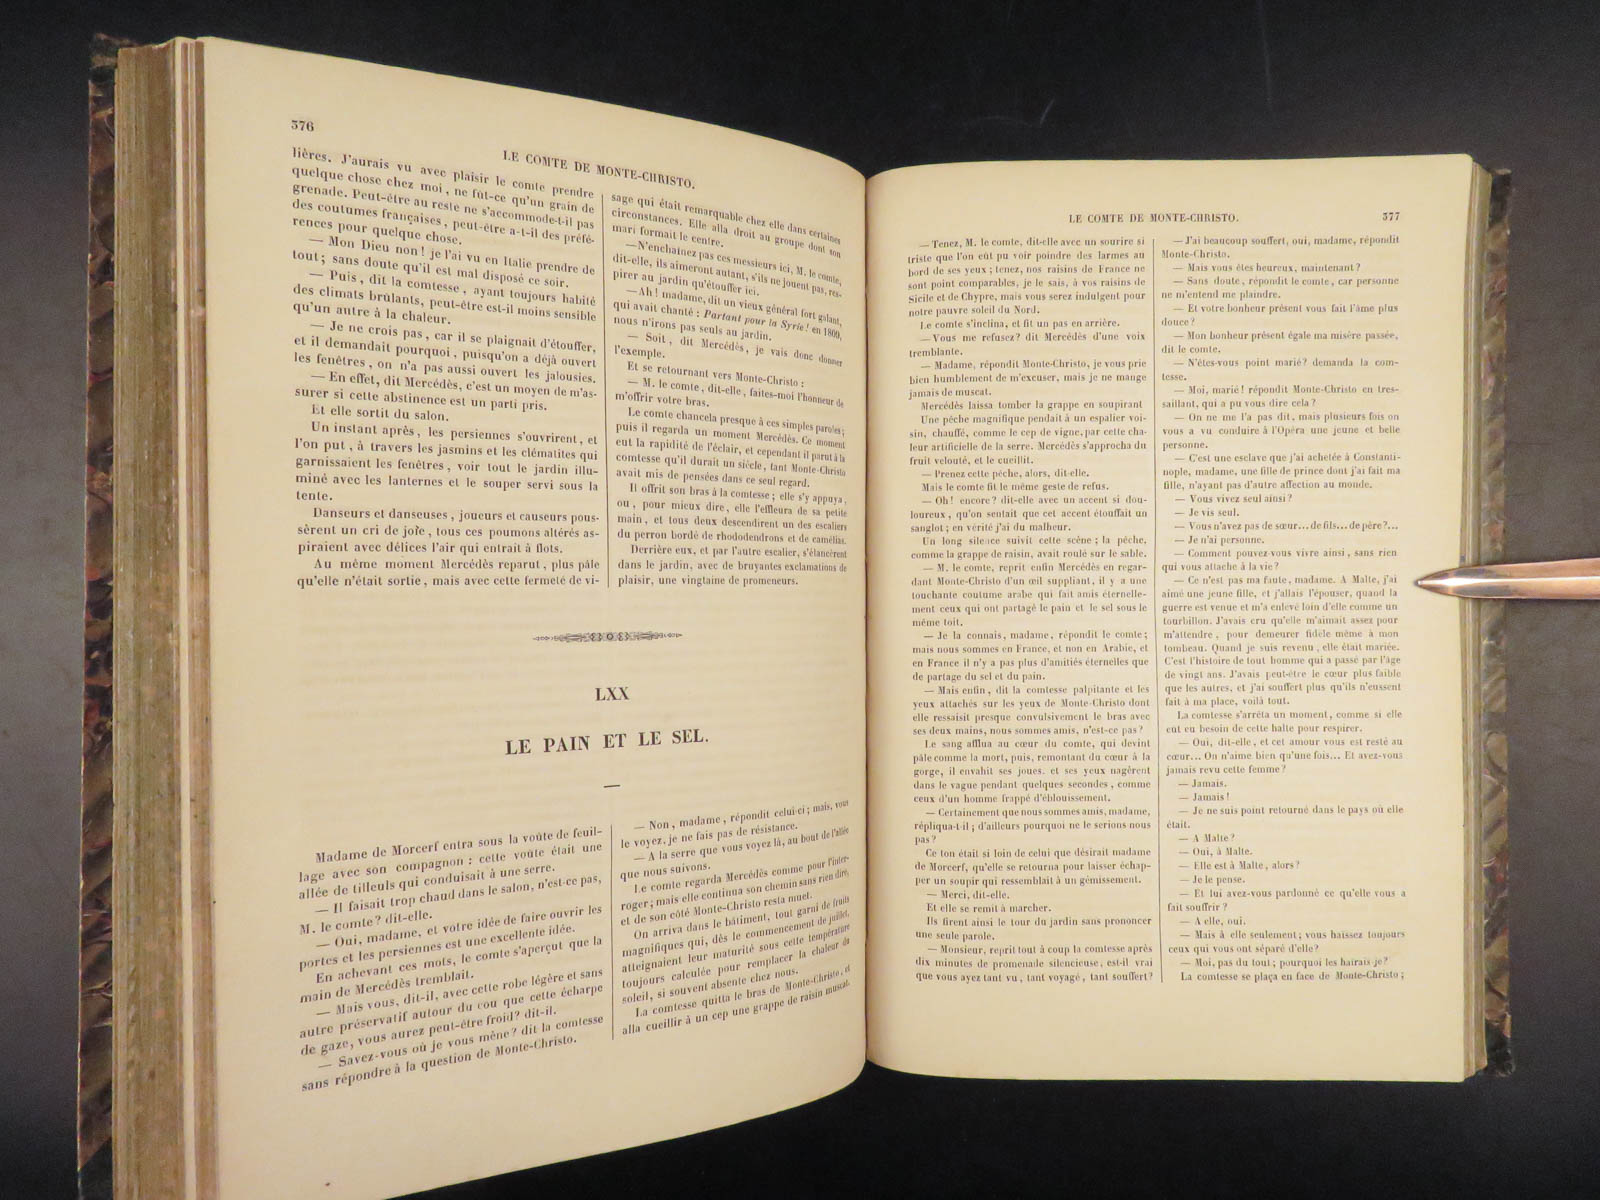 376
LE COMTE DE MONTE-CHRISTO.
lières. J'aurais vu avec plaisir le comte prendre
quelque chose chez moi, ne fût-ce qu'un grain de
grenade. Peut-être au reste ne s'accommode-t-il pas
des coutumes françaises, peut-être a-t-il des préfé-
rences pour quelque chose.
— Mon Dieu non! je l'ai vu en Italie prendre de
tout; sans doute qu'il est mal disposé ce soir.
— Puis, dit la comtesse, ayant toujours habité
des climats brûlants, peut-être est-il moins sensible
qu'un autre à la chaleur.
— Je ne crois pas, car il se plaignait d'étouffer,
et il demandait pourquoi, puisqu'on a déjà ouvert
les fenêtres, on n'a pas aussi ouvert les jalousies.
— En effet, dit Mercédès, c'est un moyen de m'as-
surer si cette abstinence est un parti pris.
Et elle sortit du salon.
Un instant après, les persiennes s'ouvrirent, et
l'on put, à travers les jasmins et les clématites qui
garnissaient les fenêtres, voir tout le jardin illu-
miné avec les lanternes et le souper servi sous la
tente.
Danseurs et danseuses, joueurs et causeurs pous-
sèrent un cri de joie, tous ces poumons altérés as-
piraient avec délices l'air qui entrait à flots.
Au même moment Mercédès reparut, plus pâle
qu'elle n'était sortie, mais avec cette fermeté de vi-
sage qui était remarquable chez elle dans certaines
circonstances. Elle alla droit au groupe dont son
mari formait le centre.
— N'enchaînez pas ces messieurs ici, M. le comte,
dit-elle, ils aimeront autant, s'ils ne jouent pas, res-
pirer au jardin qu'étouffer ici.
— Ah! madame, dit un vieux général fort galant,
qui avait chanté : Partant pour la Syrie! en 1809,
nous n'irons pas seuls au jardin.
— Soit, dit Mercédès, je vais donc donner
l'exemple.
Et se retournant vers Monte-Christo :
— M. le comte, dit-elle, faites-moi l'honneur de
m'offrir votre bras.
Le comte chancela presque à ces simples paroles;
puis il regarda un moment Mercédès. Ce moment
eut la rapidité de l'éclair, et cependant il parut à la
comtesse qu'il durait un siècle, tant Monte-Christo
avait mis de pensées dans ce seul regard.
Il offrit son bras à la comtesse; elle s'y appuya,
ou, pour mieux dire, elle l'effleura de sa petite
main, et tous deux descendirent un des escaliers
du perron bordé de rhododendrons et de camélias.
Derrière eux, et par l'autre escalier, s'élancèrent
dans le jardin, avec de bruyantes exclamations de
plaisir, une vingtaine de promeneurs.
LXX
LE PAIN ET LE SEL.
Madame de Morcerf entra sous la voûte de feuil-
lage avec son compagnon : cette voûte était une
allée de tilleuls qui conduisait à une serre.
— Il faisait trop chaud dans le salon, n'est-ce pas,
M. le comte? dit-elle.
— Oui, madame, et votre idée de faire ouvrir les
portes et les persiennes est une excellente idée.
En achevant ces mots, le comte s'aperçut que la
main de Mercédès tremblait.
— Mais vous, dit-il, avec cette robe légère et sans
autre préservatif autour du cou que cette écharpe
de gaze, vous aurez peut-être froid? dit-il.
— Savez-vous où je vous mène? dit la comtesse
sans répondre à la question de Monte-Christo.
— Non, madame, répondit celui-ci; mais, vous
le voyez, je ne fais pas de résistance.
— A la serre que vous voyez là, au bout de l'allée
que nous suivons.
Le comte regarda Mercédès comme pour l'inter-
roger; mais elle continua son chemin sans rien dire,
et de son côté Monte-Christo resta muet.
On arriva dans le bâtiment, tout garni de fruits
magnifiques qui, dès le commencement de juillet,
atteignaient leur maturité sous cette température
toujours calculée pour remplacer la chaleur du
soleil, si souvent absente chez nous.
La comtesse quitta le bras de Monte-Christo, et
alla cueillir à un cep une grappe de raisin muscat.
LE COMTE DE MONTE-CHRISTO.
377
— Tenez, M. le comte, dit-elle avec un sourire si
triste que l'on eût pu voir poindre des larmes au
bord de ses yeux; tenez, nos raisins de France ne
sont point comparables, je le sais, à vos raisins de
Sicile et de Chypre, mais vous serez indulgent pour
notre pauvre soleil du Nord.
Le comte s'inclina, et fit un pas en arrière.
— Vous me refusez? dit Mercédès d'une voix
tremblante.
— Madame, répondit Monte-Christo, je vous prie
bien humblement de m'excuser, mais je ne mange
jamais de muscat.
Mercédès laissa tomber la grappe en soupirant
Une pêche magnifique pendait à un espalier voi-
sin, chauffé, comme le cep de vigne, par cette cha-
leur artificielle de la serre. Mercédès s'approcha du
fruit velouté, et le cueillit.
— Prenez cette pêche, alors, dit-elle.
Mais le comte fit le même geste de refus.
— Oh! encore? dit-elle avec un accent si dou-
loureux, qu'on sentait que cet accent étouffait un
sanglot; en vérité j'ai du malheur.
Un long silence suivit cette scène; la pêche,
comme la grappe de raisin, avait roulé sur le sable.
— M. le comte, reprit enfin Mercédès en regar-
dant Monte-Christo d'un œil suppliant, il y a une
touchante coutume arabe qui fait amis éternelle-
ment ceux qui ont partagé le pain et le sel sous le
même toit.
— Je la connais, madame, répondit le comte;
mais nous sommes en France, et non en Arabie, et
en France il n'y a pas plus d'amitiés éternelles que
de partage du sel et du pain.
— Mais enfin, dit la comtesse palpitante et les
yeux attachés sur les yeux de Monte-Christo dont
elle ressaisit presque convulsivement le bras avec
ses deux mains, nous sommes amis, n'est-ce pas?
Le sang afflua au cœur du comte, qui devint
pâle comme la mort, puis, remontant du cœur à la
gorge, il envahit ses joues. et ses yeux nagèrent
dans le vague pendant quelques secondes, comme
ceux d'un homme frappé d'éblouissement.
— Certainement que nous sommes amis, madame,
répliqua-t-il; d'ailleurs pourquoi ne le serions nous
pas?
Ce ton était si loin de celui que désirait madame
de Morcerf, qu'elle se retourna pour laisser échap-
per un soupir qui ressemblait à un gémissement.
— Merci, dit-elle.
Et elle se remit à marcher.
Ils firent ainsi le tour du jardin sans prononcer
une seule parole.
— Monsieur, reprit tout à coup la comtesse après
dix minutes de promenade silencieuse, est-il vrai
que vous ayez tant vu, tant voyagé, tant souffert?
— J'ai beaucoup souffert, oui, madame, répondit
Monte-Christo.
— Mais vous êtes heureux, maintenant?
— Sans doute, répondit le comte, car personne
ne m'entend me plaindre.
— Et votre bonheur présent vous fait l'âme plus
douce?
— Mon bonheur présent égale ma misère passée,
dit le comte.
— N'êtes-vous point marié? demanda la com-
tesse.
— Moi, marié! répondit Monte-Christo en tres-
saillant, qui a pu vous dire cela?
— On ne me l'a pas dit, mais plusieurs fois on
vous a vu conduire à l'Opéra une jeune et belle
personne.
— C'est une esclave que j'ai achetée à Constanti-
nople, madame, une fille de prince dont j'ai fait ma
fille, n'ayant pas d'autre affection au monde.
— Vous vivez seul ainsi?
— Je vis seul.
— Vous n'avez pas de sœur... de fils... de père?...
— Je n'ai personne.
— Comment pouvez-vous vivre ainsi, sans rien
qui vous attache à la vie?
— Ce n'est pas ma faute, madame. A Malte, j'ai
aimé une jeune fille, et j'allais l'épouser, quand la
guerre est venue et m'a enlevé loin d'elle comme un
tourbillon. J'avais cru qu'elle m'aimait assez pour
m'attendre, pour demeurer fidèle même à mon
tombeau. Quand je suis revenu, elle était mariée.
C'est l'histoire de tout homme qui a passé par l'âge
de vingt ans. J'avais peut-être le cœur plus faible
que les autres, et j'ai souffert plus qu'ils n'eussent
fait à ma place, voilà tout.
La comtesse s'arrêta un moment, comme si elle
eût eu besoin de cette halte pour respirer.
— Oui, dit-elle, et cet amour vous est resté au
cœur... On n'aime bien qu'une fois... Et avez-vous
jamais revu cette femme?
— Jamais.
— Jamais!
— Je ne suis point retourné dans le pays où elle
était.
— A Malte?
— Oui, à Malte.
— Elle est à Malte, alors?
— Je le pense.
— Et lui avez-vous pardonné ce qu'elle vous a
fait souffrir?
— A elle, oui.
— Mais à elle seulement; vous haïssez toujours
ceux qui vous ont séparé d'elle?
— Moi, pas du tout; pourquoi les haïrais je?
La comtesse se plaça en face de Monte-Christo;